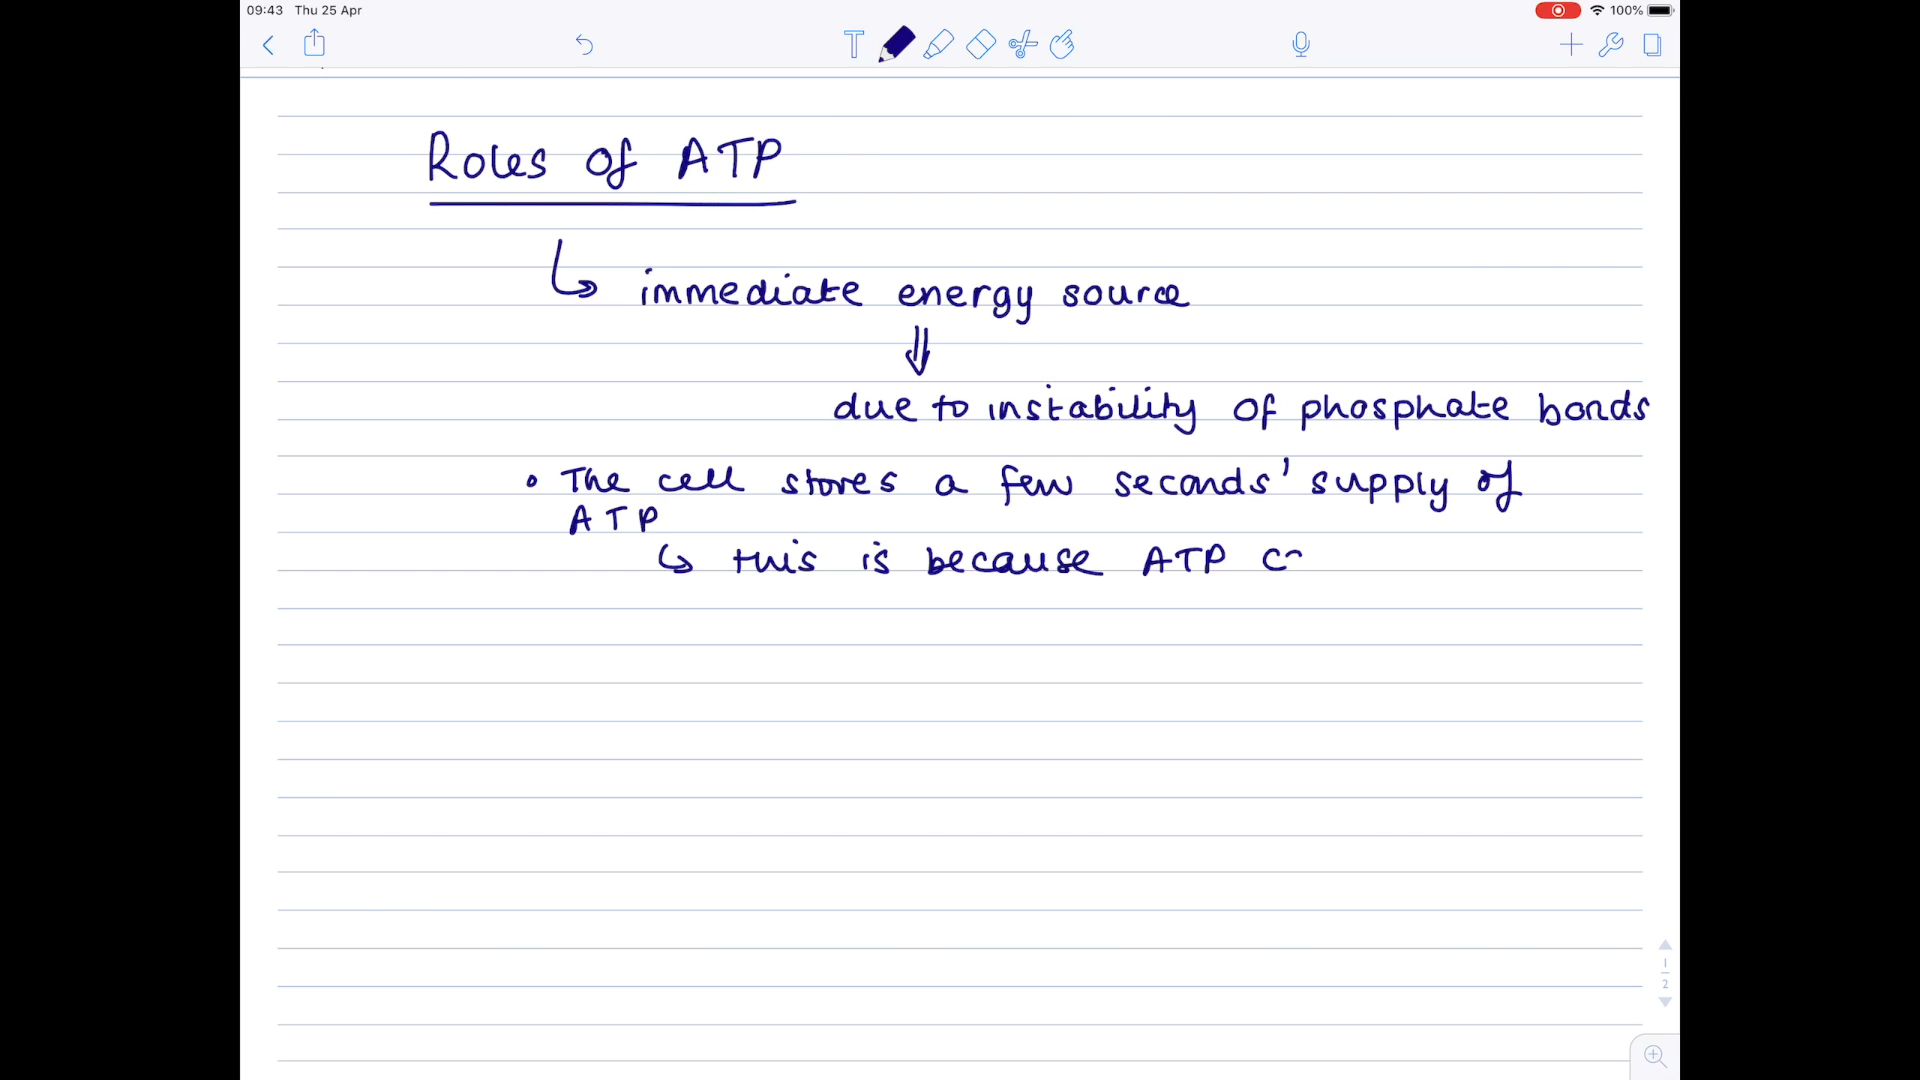 09:43 Thu 25 Apr
100%
T
Roles of ATP
immediate energy source
due to instability of phosphate bonds
• The cell stores a few seconds' supply of
ATP
this is because ATP
1
2